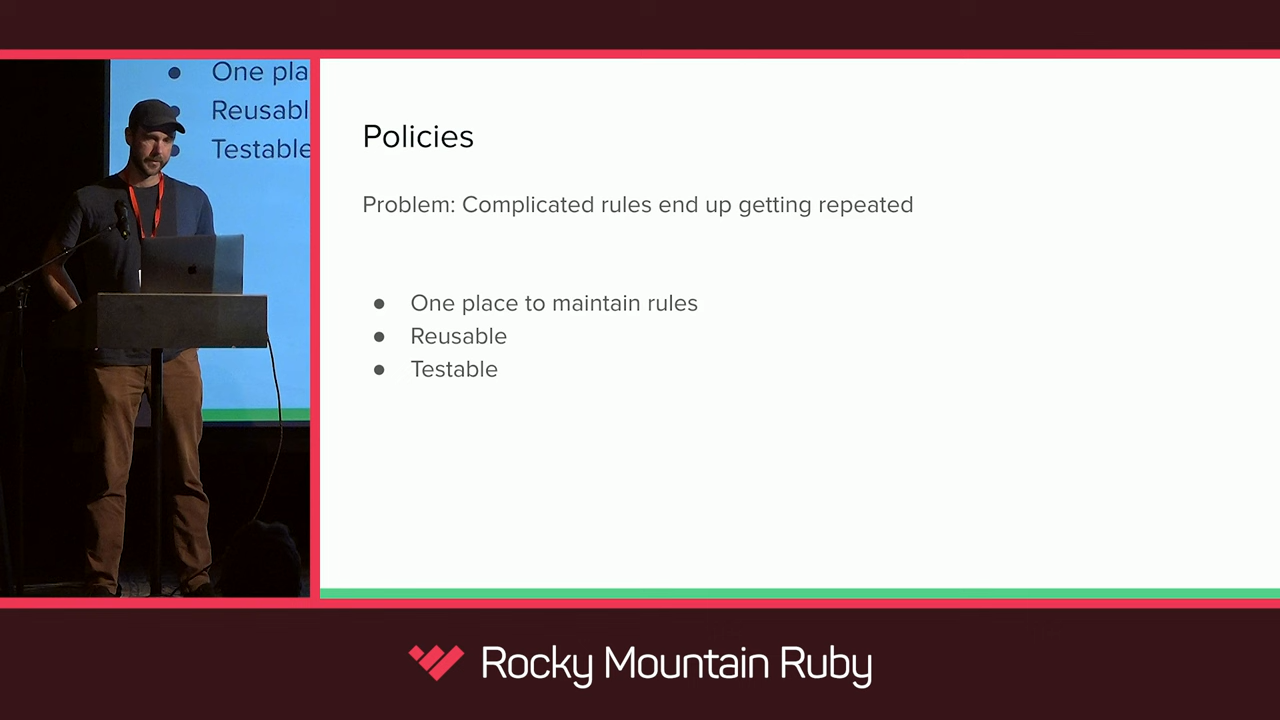 One pla
Reusabl
Testable
Policies
Problem: Complicated rules end up getting repeated
● One place to maintain rules
● Reusable
● Testable
Rocky Mountain Ruby